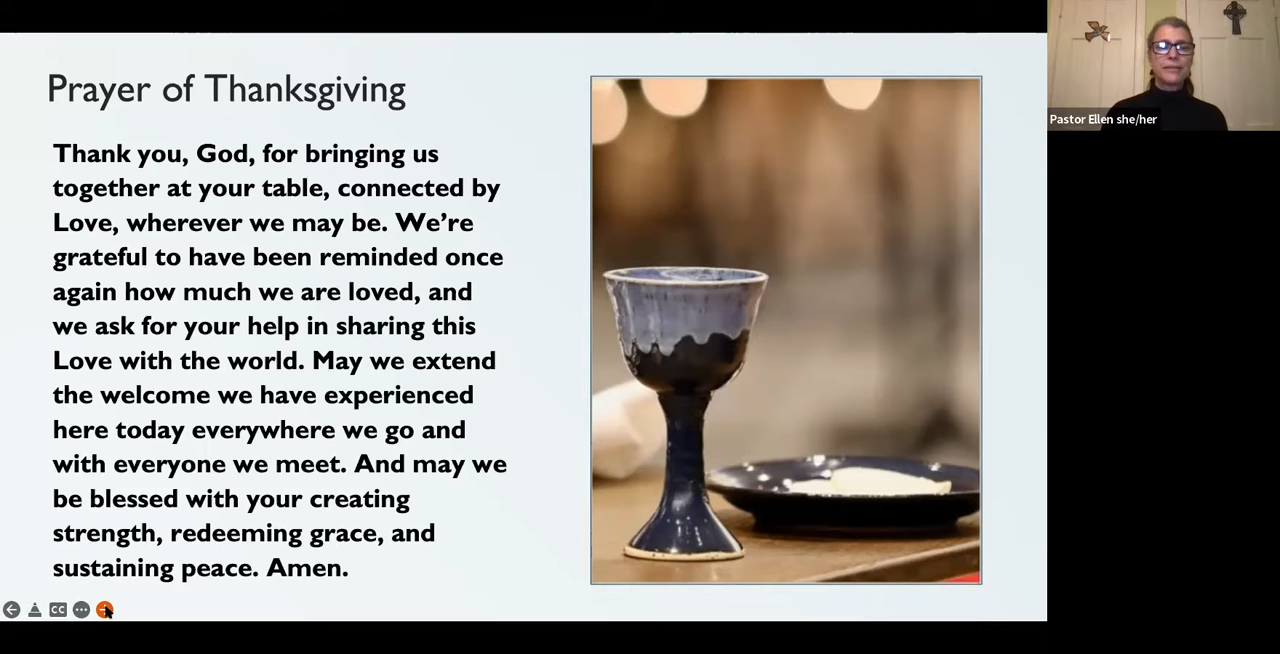 Prayer of Thanksgiving
Thank you, God, for bringing us
together at your table, connected by
Love, wherever we may be. We’re
grateful to have been reminded once
again how much we are loved, and
we ask for your help in sharing this
Love with the world. May we extend
the welcome we have experienced
here today everywhere we go and
with everyone we meet. And may we
be blessed with your creating
strength, redeeming grace, and
sustaining peace. Amen.
CC
Pastor Ellen she/her